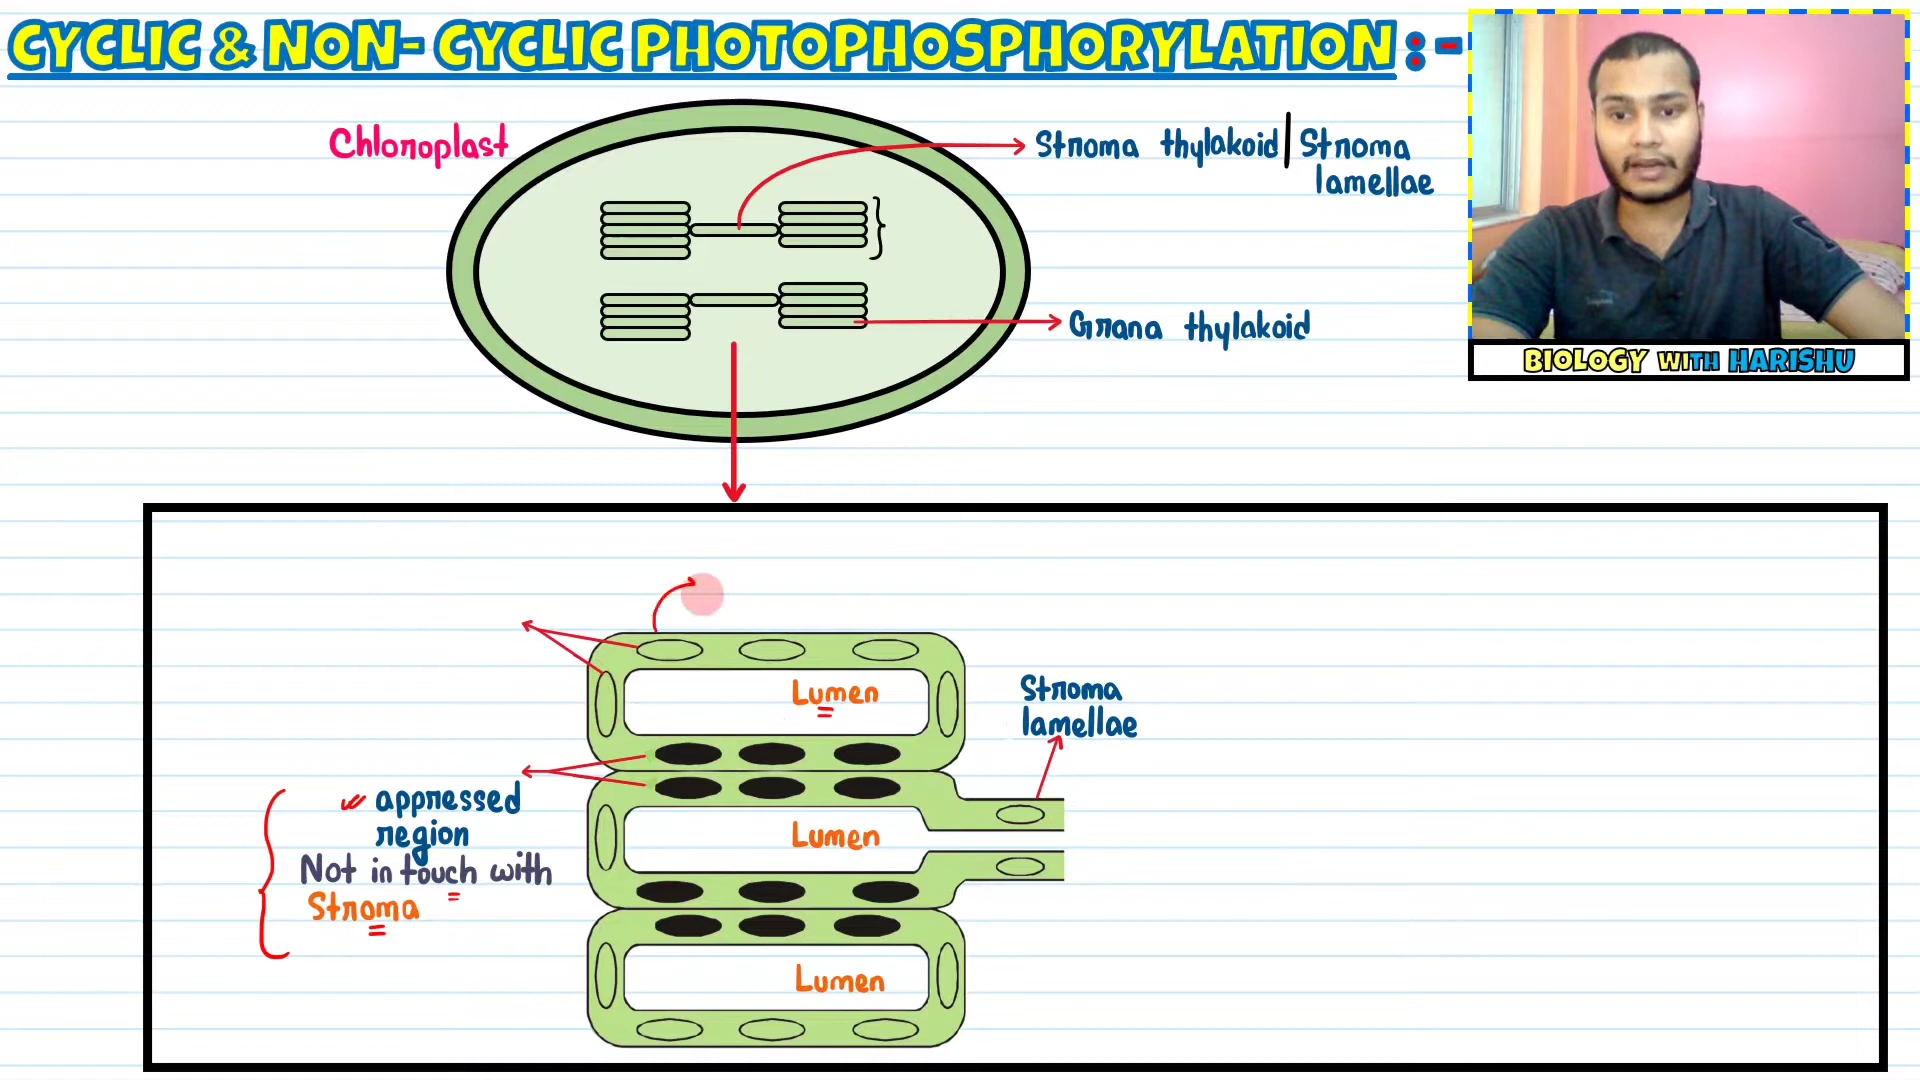 CYCLIC & NON- CYCLIC PHOTOPHOSPHORYLATION :-
Chloroplast
Stroma thylakoid | Stroma
lamellae
Grana thylakoid
BIOLOGY WITH HARISHU
Lumen
Stroma
lamellae
appressed
region
Not in touch with
Stroma
Lumen
Lumen